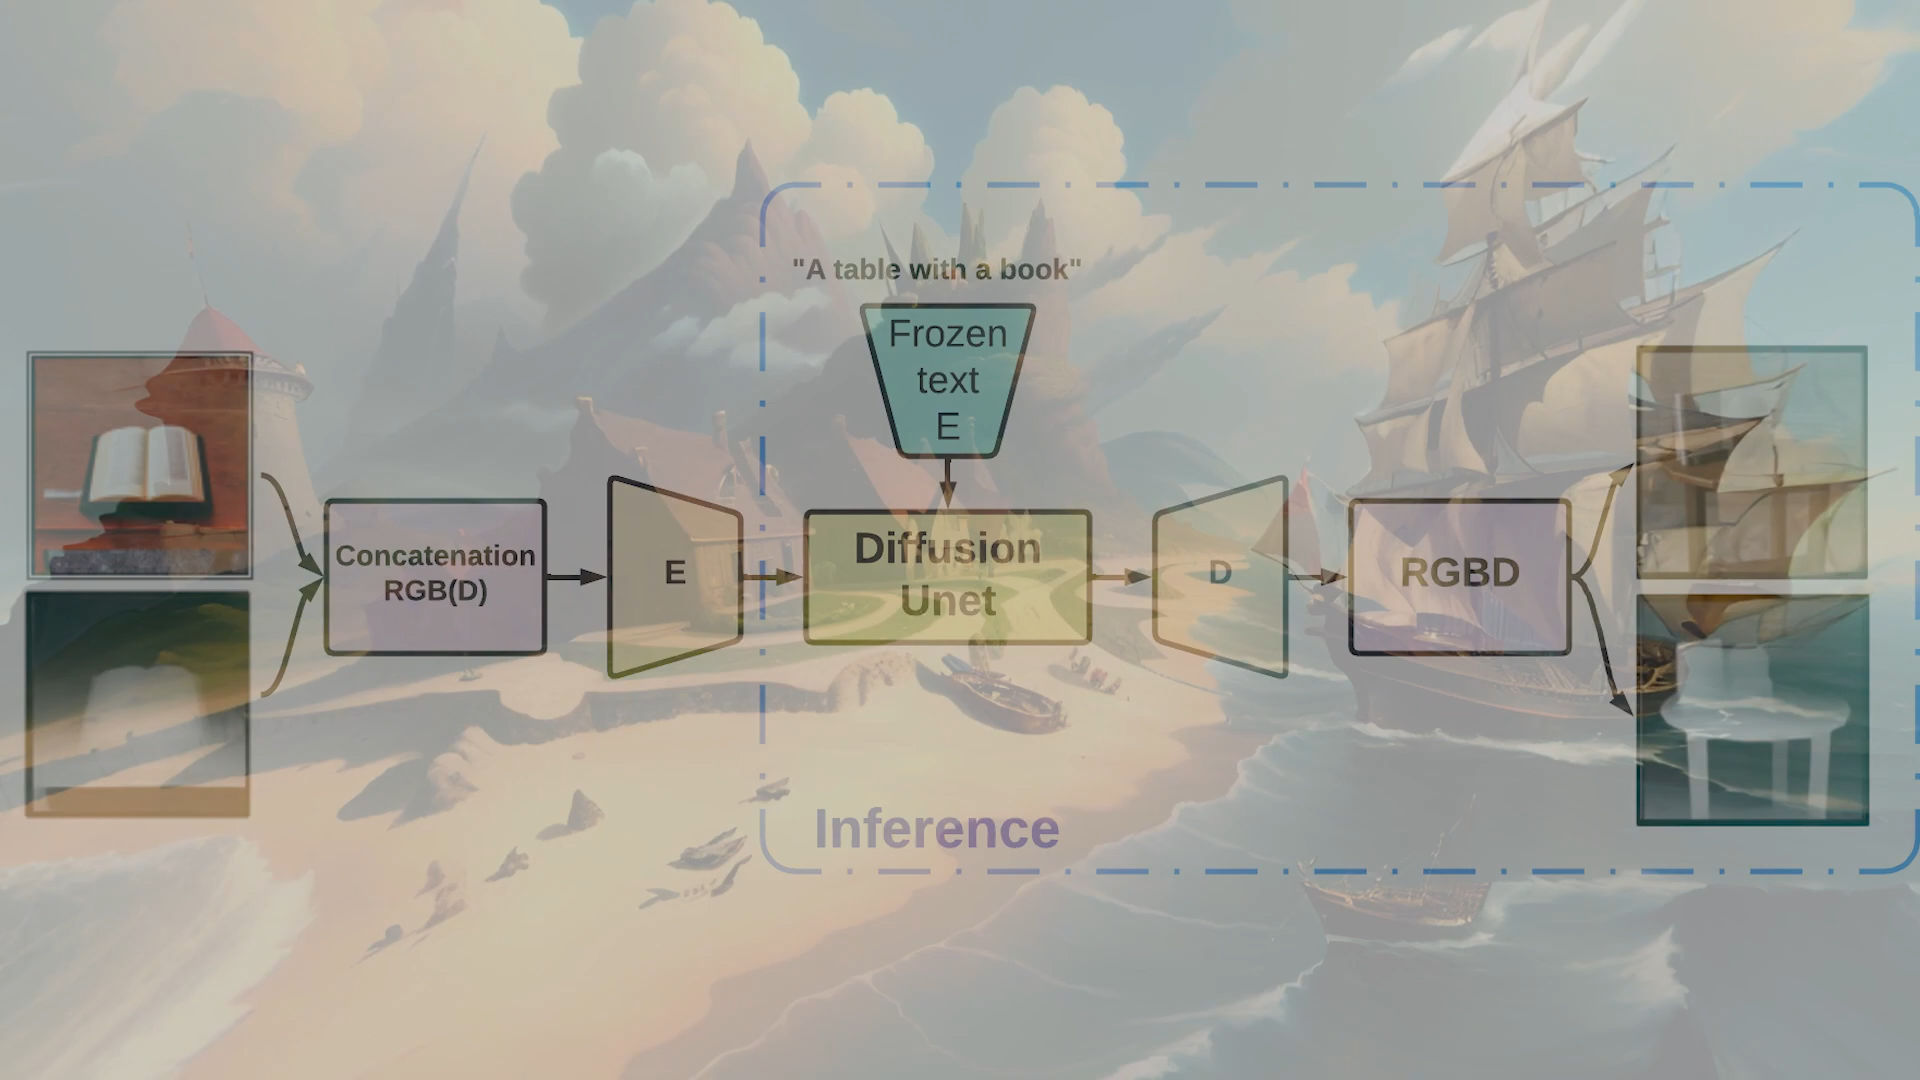 "A table with a book"
Frozen
text
E
Concatenation
RGB(D)
E
Diffusion
Unet
D
RGBD
Inference